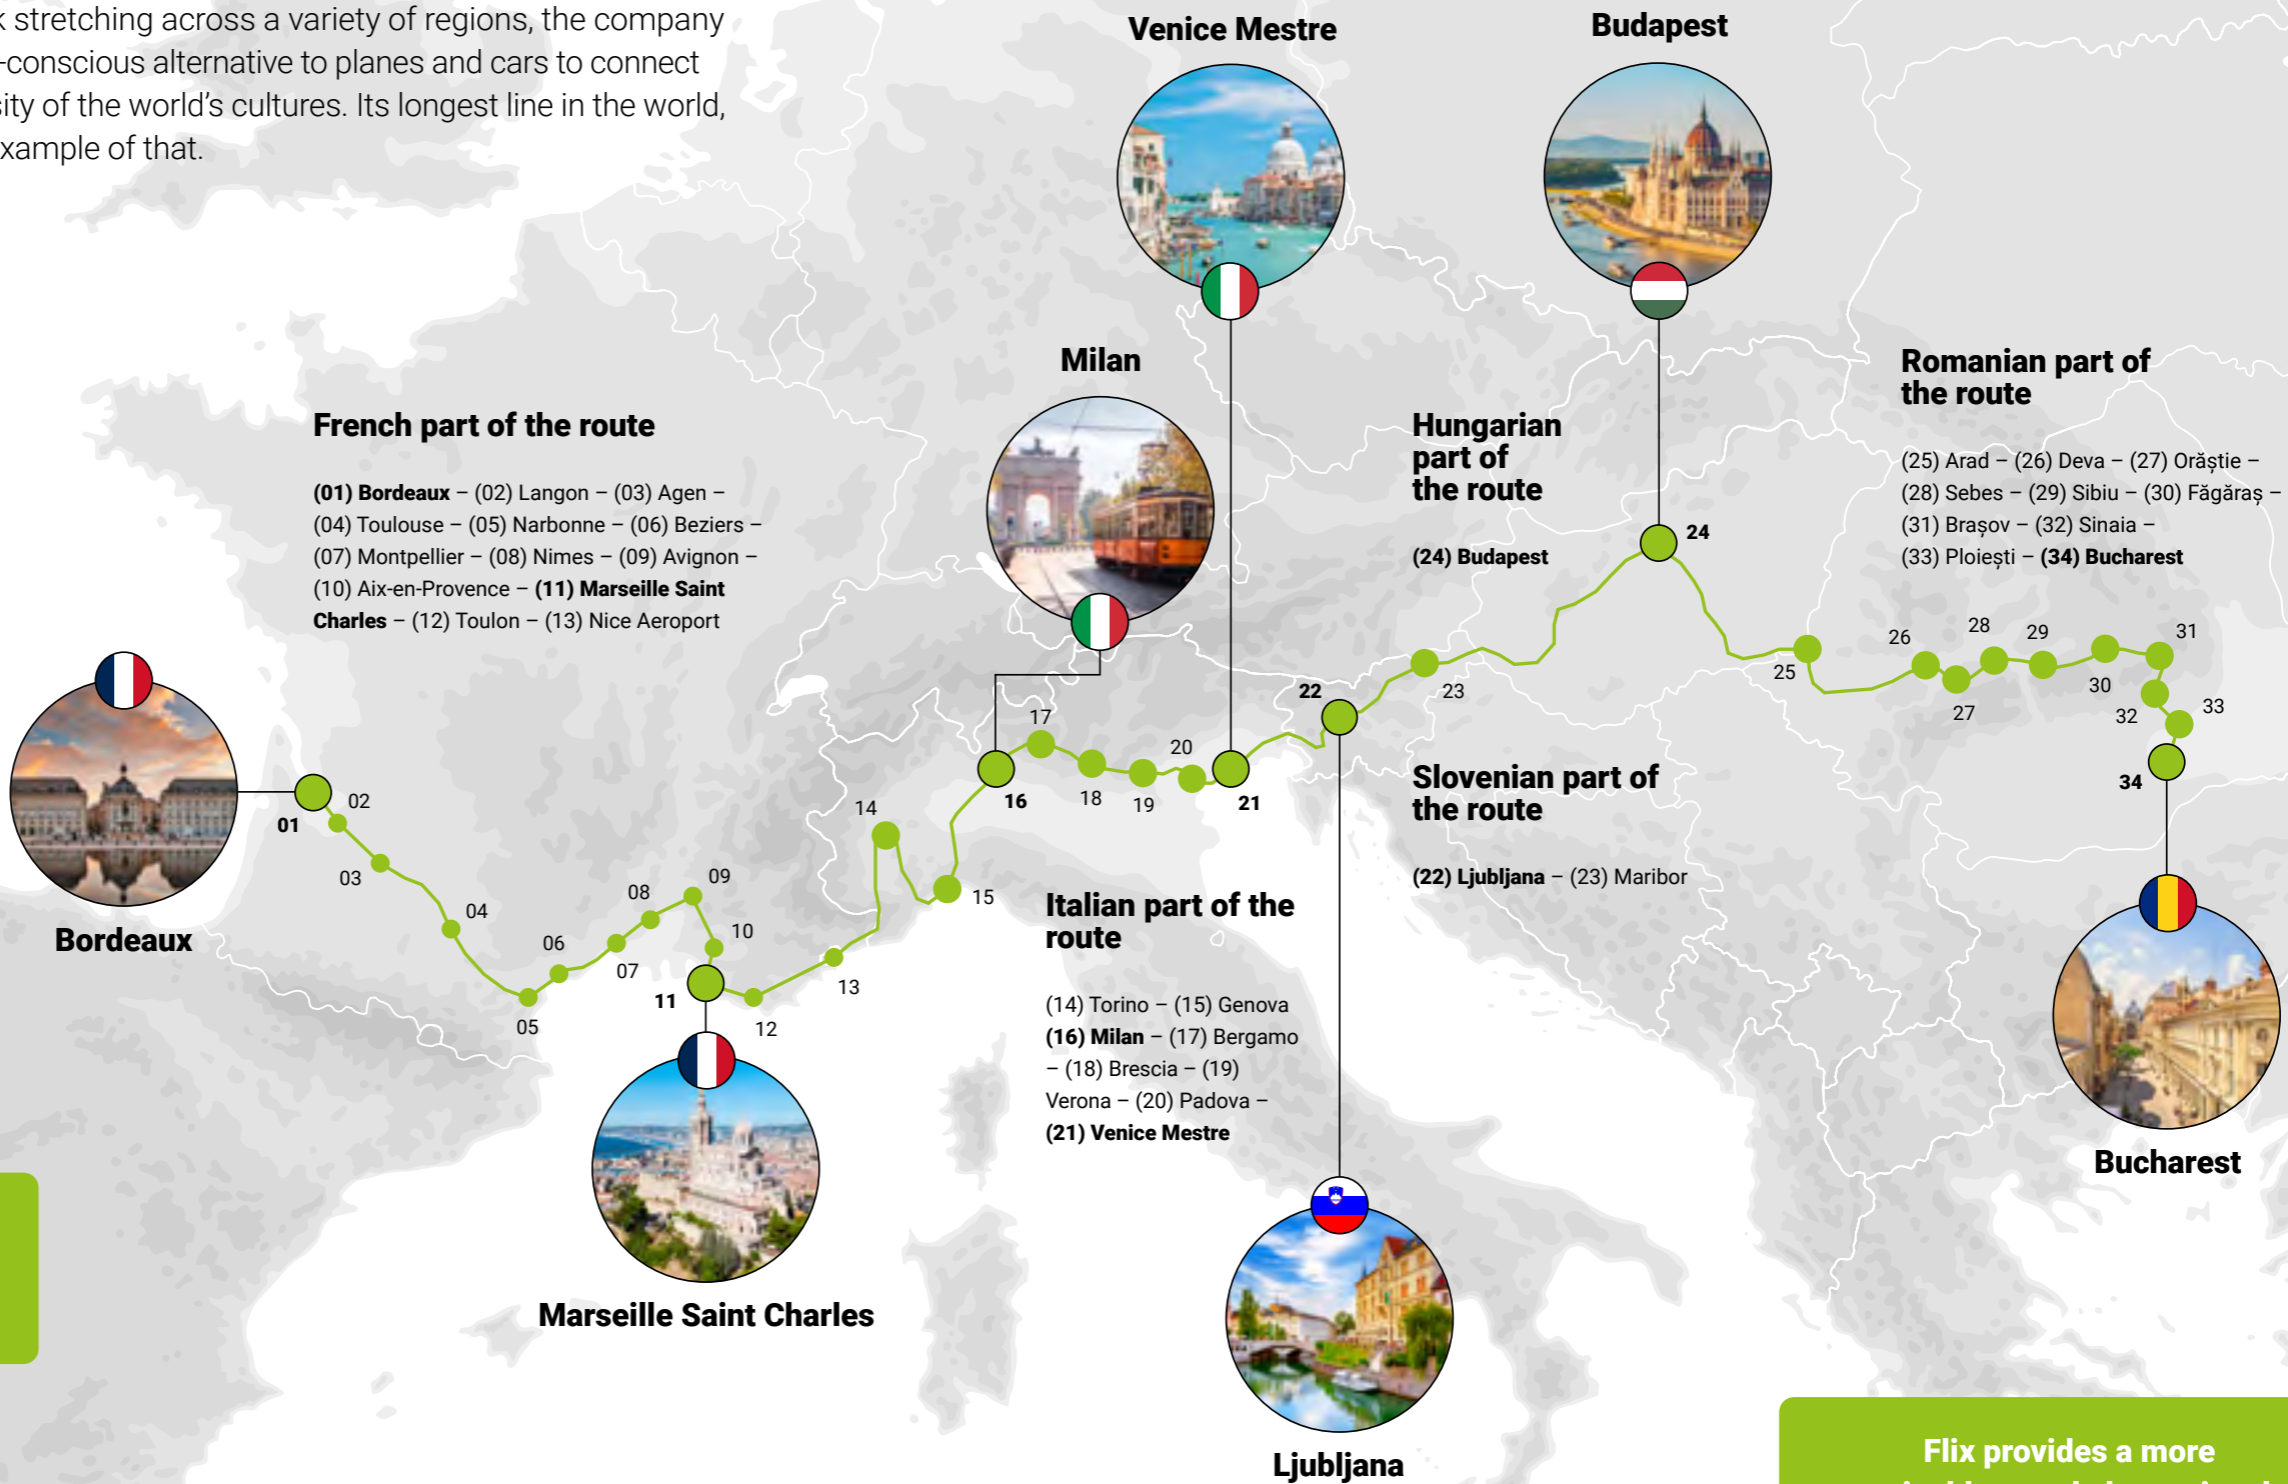 stretching across a variety of regions, the company
-conscious alternative to planes and cars to connect
sity of the world's cultures. Its longest line in the world,
xample of that.
Venice Mestre
Budapest
Milan
French part of the route
(01) Bordeaux – (02) Langon – (03) Agen –
(04) Toulouse – (05) Narbonne – (06) Beziers –
(07) Montpellier – (08) Nimes – (09) Avignon –
(10) Aix-en-Provence – (11) Marseille Saint
Charles – (12) Toulon – (13) Nice Aeroport
Hungarian
part of
the route
(24) Budapest
Romanian part of
the route
(25) Arad – (26) Deva – (27) Orăștie –
(28) Sebes – (29) Sibiu – (30) Făgăraș –
(31) Brașov – (32) Sinaia –
(33) Ploiești – (34) Bucharest
Bordeaux
01
02
03
04
05
06
07
08
09
10
11
12
13
14
15
16
17
18
19
20
21
22
23
24
25
26
27
28
29
30
31
32
33
34
Slovenian part of
the route
(22) Ljubljana – (23) Maribor
Italian part of the
route
(14) Torino – (15) Genova
(16) Milan – (17) Bergamo
– (18) Brescia – (19)
Verona – (20) Padova –
(21) Venice Mestre
Marseille Saint Charles
Bucharest
Ljubljana
Flix provides a more